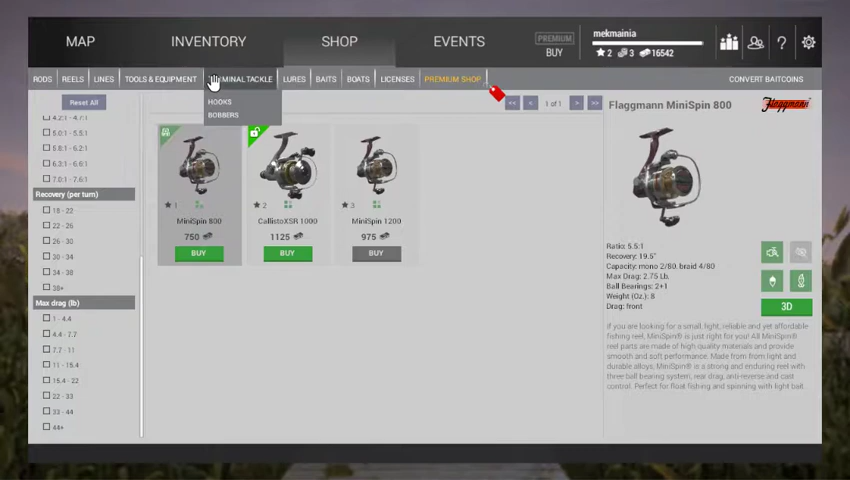 MAP INVENTORY SHOP EVENTS
PREMIUM
BUY
mekmainia
2 3 16542
?
RODS REELS LINES TOOLS & EQUIPMENT TERMINAL TACKLE LURES BAITS BOATS LICENSES PREMIUM SHOP CONVERT BAITCOINS
HOOKS
BOBBERS
Reset All
<< < 1 of 1 > >>
4.2:1 - 4.7:1
5.0:1 - 5.5:1
5.6:1 - 6.2:1
6.3:1 - 6.6:1
7.0:1 - 7.6:1
Recovery (per turn)
18 - 22
22 - 26
26 - 30
30 - 34
34 - 38
38+
Max drag (lb)
1 - 4.4
4.4 - 7.7
7.7 - 11
11 - 15.4
15.4 - 22
22 - 33
33 - 44
44+
1
MiniSpin 800
750
BUY
2
CallistoXSR 1000
1125
BUY
3
MiniSpin 1200
975
BUY
Flaggmann MiniSpin 800
Flaggmann
Ratio: 5.5:1
Recovery: 19.5"
Capacity: mono 2/80, braid 4/80
Max Drag: 2.75 Lb.
Ball Bearings: 2+1
Weight (Oz.): 8
Drag: front
3D
If you are looking for a small, light, reliable and yet affordable
fishing reel, MiniSpin® is just right for you! All MiniSpin®
reel parts are made of high quality materials and provide
smooth and soft performance. Made from from light and
durable alloys, MiniSpin® is a strong and enduring reel with
three ball bearing system, rear drag, anti-reverse and cast
control. Perfect for float fishing and spinning with light bait.